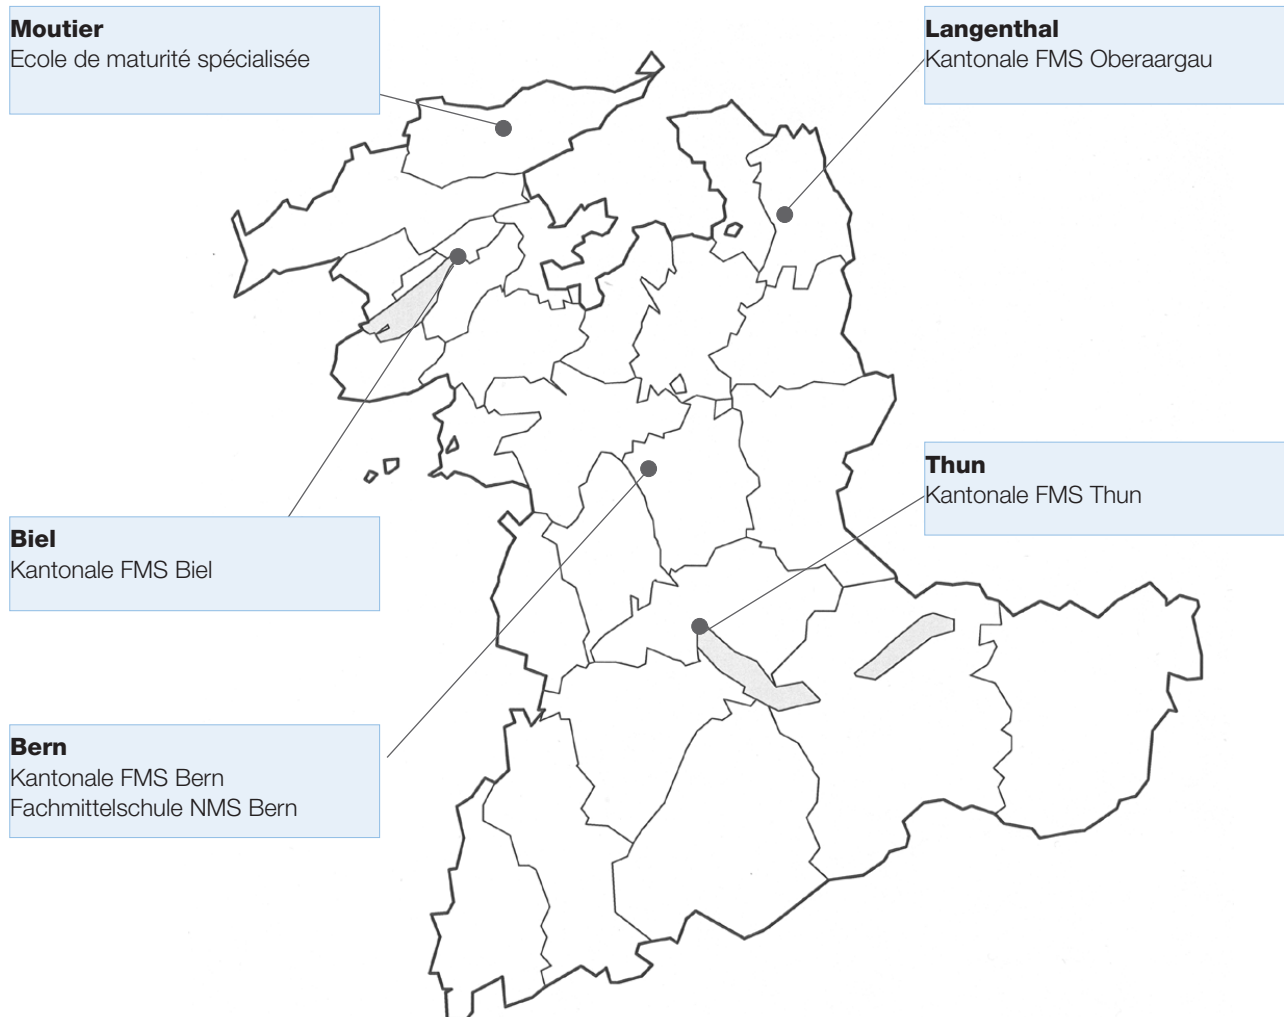 Moutier
Ecole de maturité spécialisée
Langenthal
Kantonale FMS Oberaargau
Thun
Kantonale FMS Thun
Biel
Kantonale FMS Biel
Bern
Kantonale FMS Bern
Fachmittelschule NMS Bern